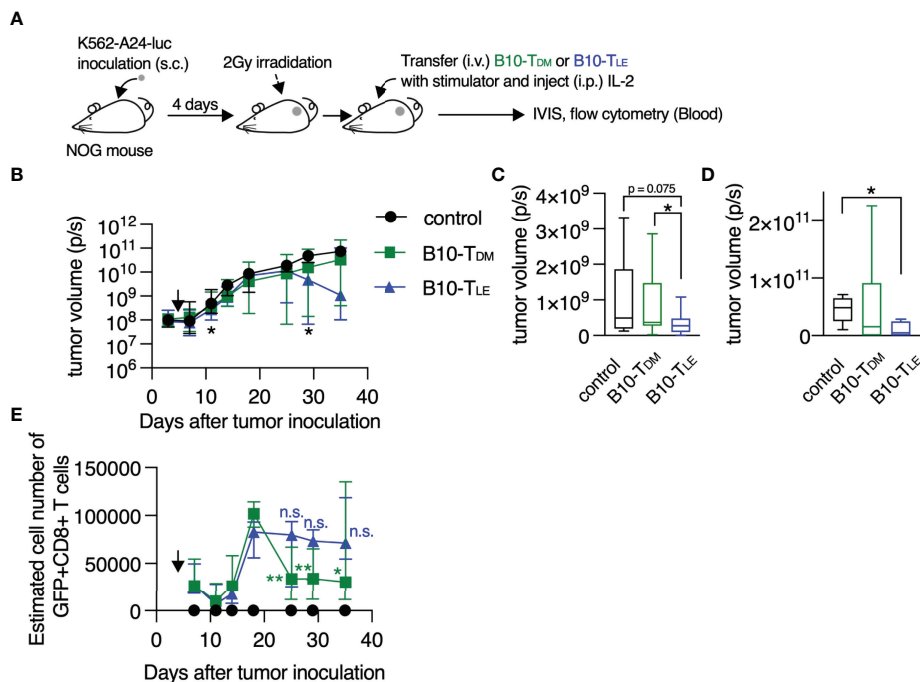 A
K562-A24-luc
inoculation (s.c.)
2Gy irridadiation
Transfer (i.v.) B10-TDM or B10-TLE
with stimulator and inject (i.p.) IL-2
4 days
IVIS, flow cytometry (Blood)
NOG mouse
B
tumor volume (p/s)
10¹²
10¹¹
10¹⁰
10⁹
10⁸
10⁷
10⁶
0 10 20 30 40
Days after tumor inoculation
* *
control
B10-TDM
B10-TLE
C
tumor volume (p/s)
4×10⁹
3×10⁹
2×10⁹
1×10⁹
0
p = 0.075
*
control
B10-TDM
B10-TLE
D
tumor volume (p/s)
2×10¹¹
1×10¹¹
0
*
control
B10-TDM
B10-TLE
E
Estimated cell number of
GFP+CD8+ T cells
150000
100000
50000
0
n.s. n.s. n.s.
** ** *
0 10 20 30 40
Days after tumor inoculation